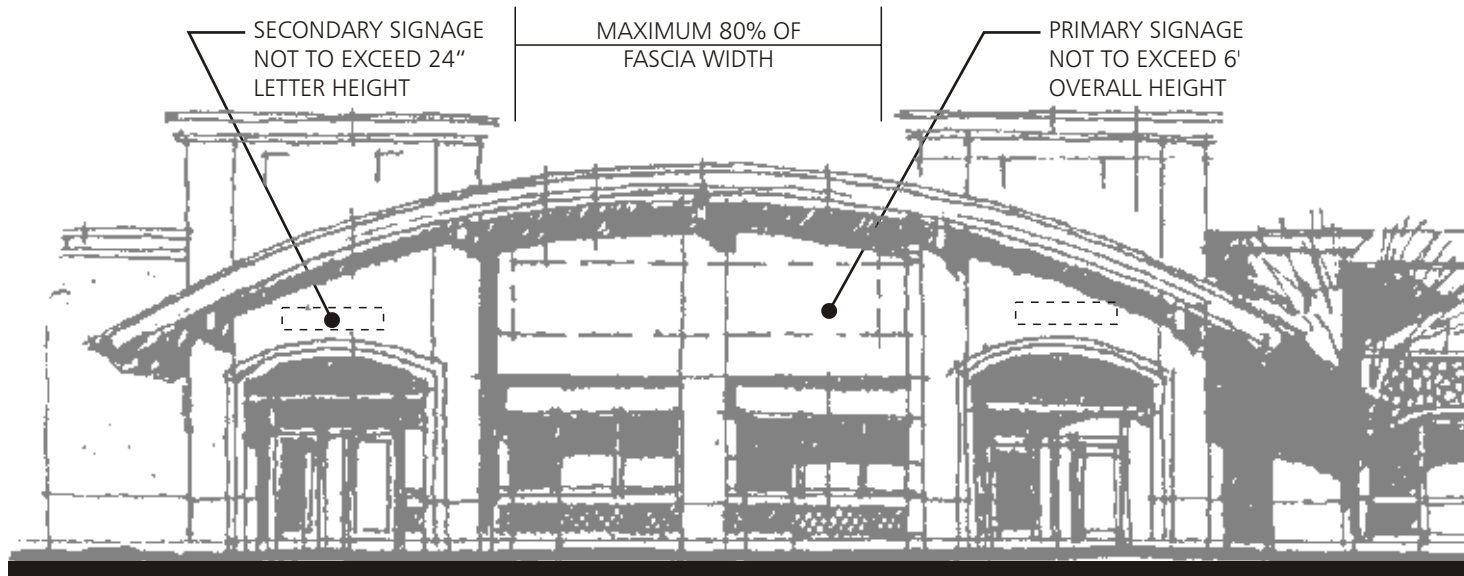 SECONDARY SIGNAGE
NOT TO EXCEED 24"
LETTER HEIGHT
MAXIMUM 80% OF
FASCIA WIDTH
PRIMARY SIGNAGE
NOT TO EXCEED 6'
OVERALL HEIGHT